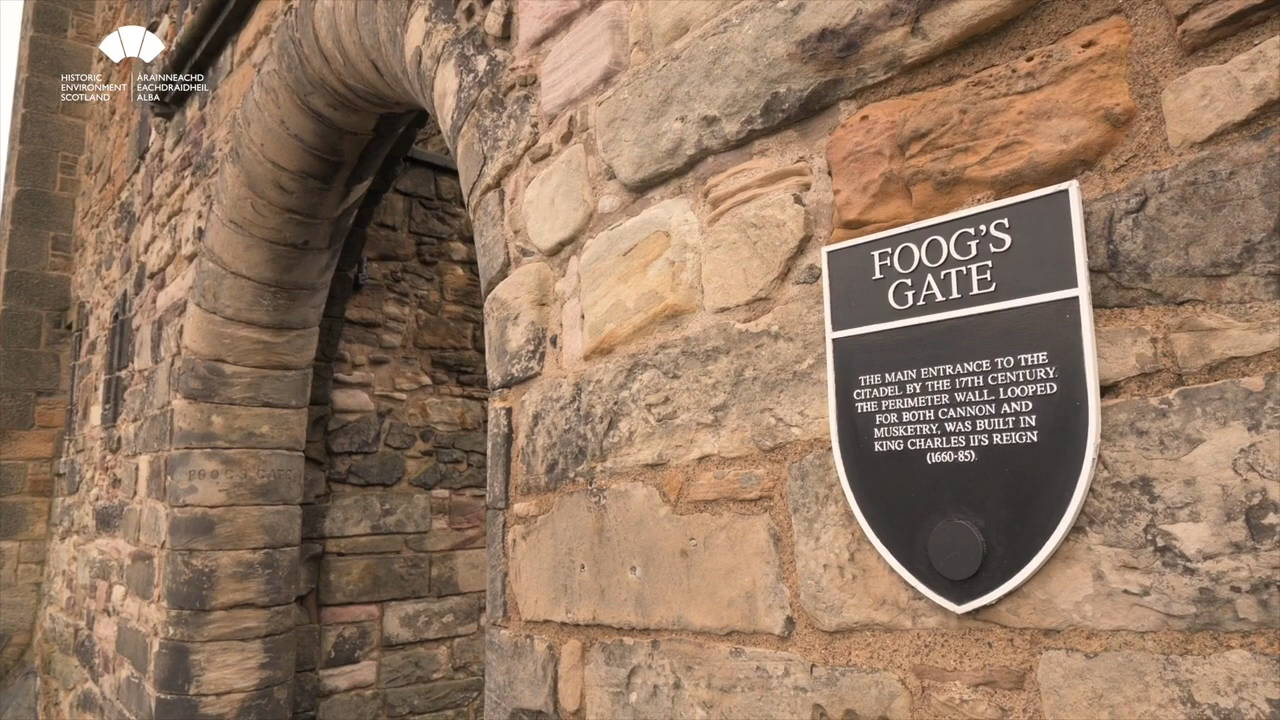 HISTORIC
ENVIRONMENT
SCOTLAND
ÀRAINNEACHD
EACHDRAIDHEIL
ALBA
FOOG'S GATE
FOOG'S
GATE
THE MAIN ENTRANCE TO THE
CITADEL BY THE 17TH CENTURY.
THE PERIMETER WALL, LOOPED
FOR BOTH CANNON AND
MUSKETRY, WAS BUILT IN
KING CHARLES II'S REIGN
(1660-85).